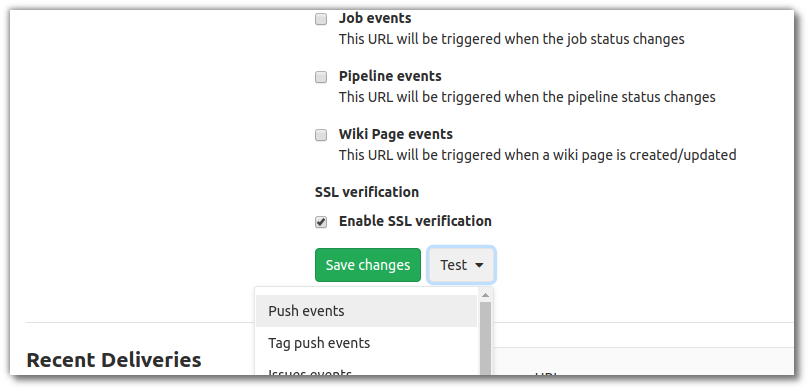 Job events
This URL will be triggered when the job status changes
Pipeline events
This URL will be triggered when the pipeline status changes
Wiki Page events
This URL will be triggered when a wiki page is created/updated
SSL verification
Enable SSL verification
Save changes
Test
Push events
Tag push events
Issues events
Recent Deliveries
URL